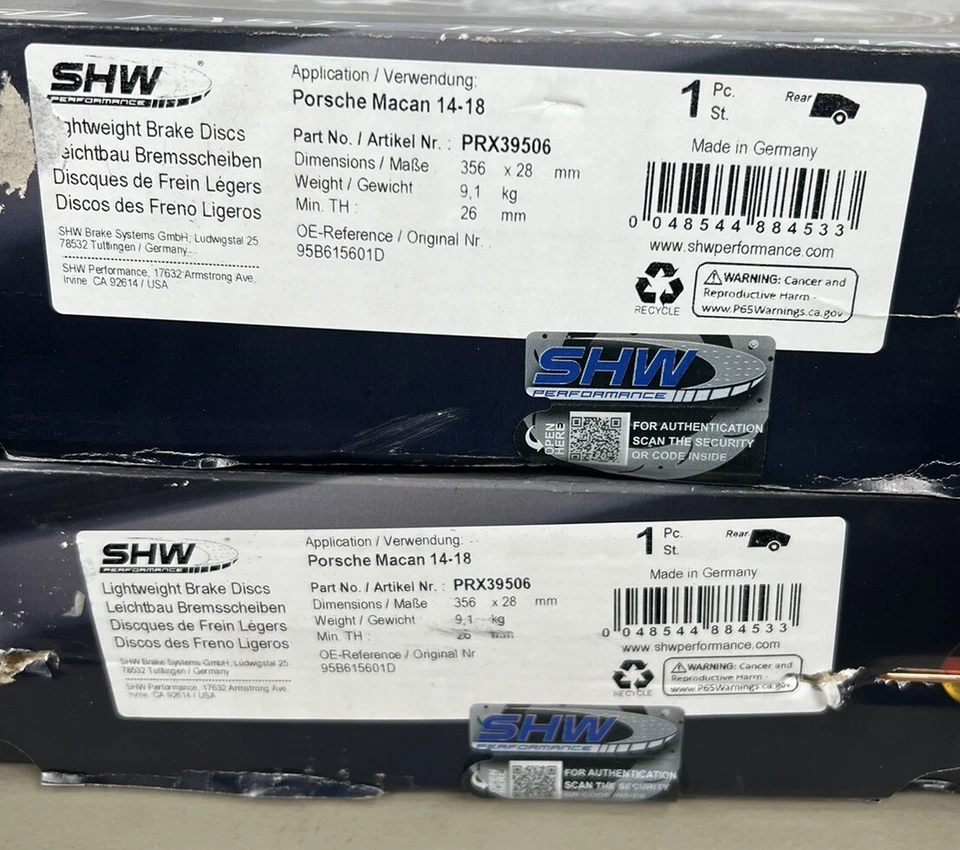 SHW
PERFORMANCE
ghtweight Brake Discs
eichtbau Bremsscheiben
Discques de Frein Légers
Discos des Freno Ligeros
SHW Brake Systems GmbH, Ludwigstal 25
78532 Tuttlingen / Germany
SHW Performance, 17632 Armstrong Ave.
Irvine CA 92614 / USA
Application / Verwendung:
Porsche Macan 14-18
Part No. / Artikel Nr. : PRX39506
Dimensions / Maße 356 x 28 mm
Weight / Gewicht 9,1 kg
Min. TH : 26 mm
OE-Reference / Original Nr.
95B615601D
1 Pc.
St.
Rear
Made in Germany
0 048544 884533
www.shwperformance.com
RECYCLE
WARNING: Cancer and
Reproductive Harm -
www.P65Warnings.ca.gov
SHW
PERFORMANCE
OPEN
HERE
FOR AUTHENTICATION
SCAN THE SECURITY
QR CODE INSIDE
SHW
PERFORMANCE
Lightweight Brake Discs
Leichtbau Bremsscheiben
Discques de Frein Légers
Discos des Freno Ligeros
SHW Brake Systems GmbH, Ludwigstal 25
78532 Tuttlingen / Germany
SHW Performance, 17632 Armstrong Ave.
Irvine CA 92614 / USA
Application / Verwendung:
Porsche Macan 14-18
Part No. / Artikel Nr. : PRX39506
Dimensions / Maße 356 x 28 mm
Weight / Gewicht 9,1 kg
Min. TH : 26 mm
OE-Reference / Original Nr
95B615601D
1 Pc.
St.
Rear
Made in Germany
0 048544 884533
www.shwperformance.com
RECYCLE
WARNING: Cancer and
Reproductive Harm
www.P65Warnings.ca.gov
SHW
PERFORMANCE
FOR AUTHENTICATION
SCAN THE SECURITY
QR CODE INSIDE